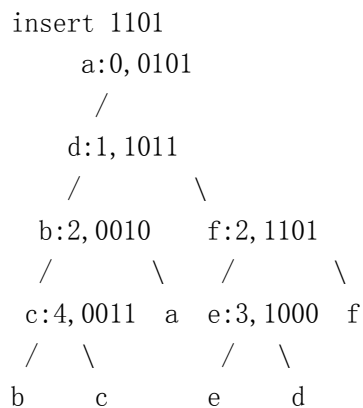 insert 1101
a:0,0101
/
d:1,1011
/ \
b:2,0010 f:2,1101
/ \ / \
c:4,0011 a e:3,1000 f
/ \ / \
b c e d